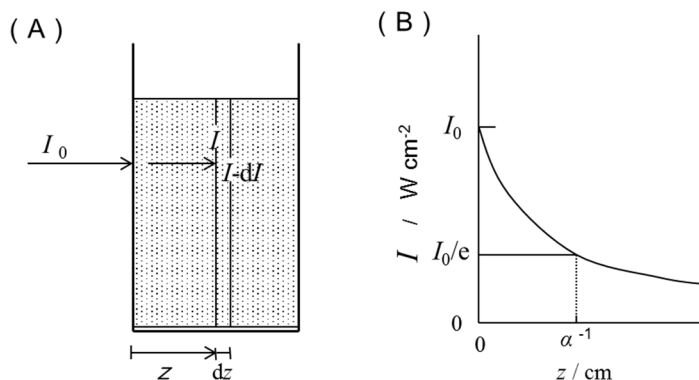 ( A )
I₀
I
I-dI
z
dz
( B )
I / W cm⁻²
I₀
I₀/e
0
0
α⁻¹
z / cm